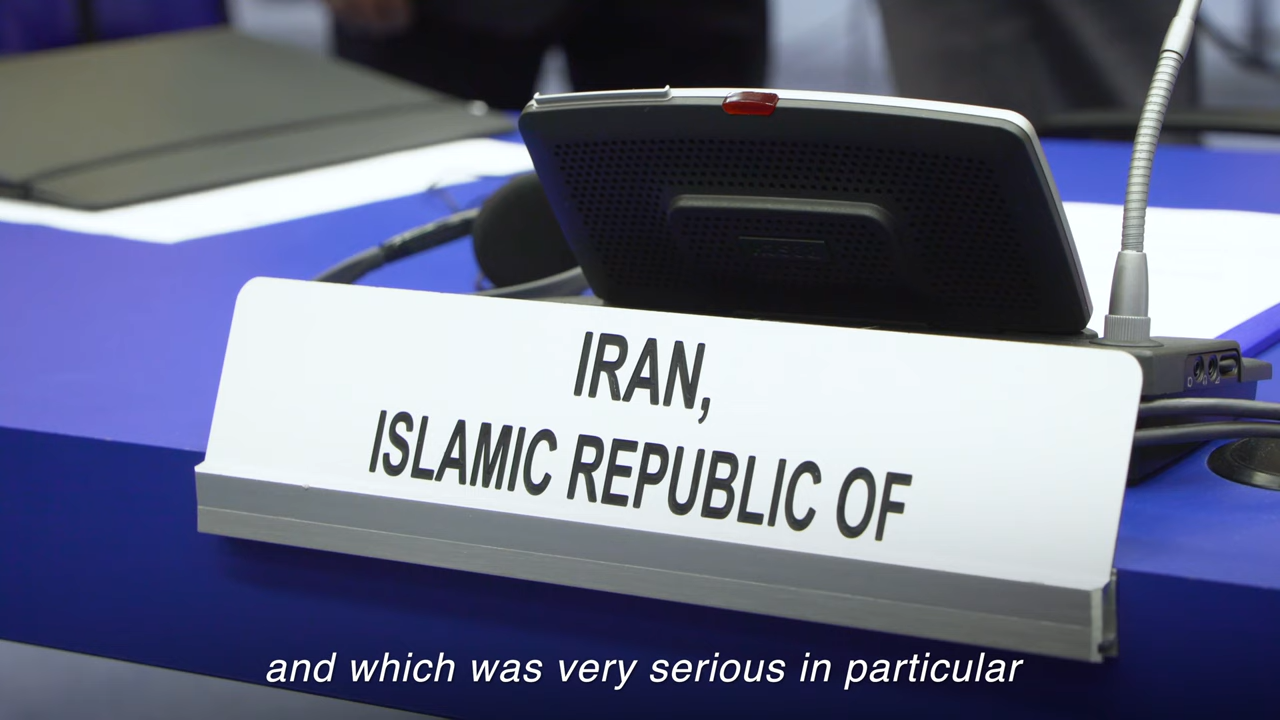 IRAN,
ISLAMIC REPUBLIC OF
and which was very serious in particular